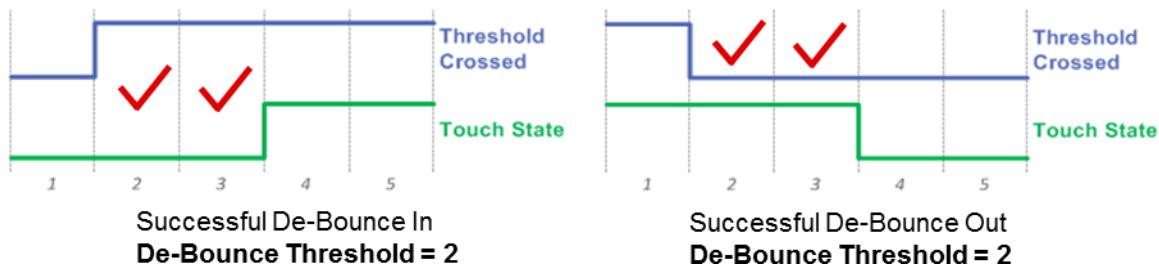 Threshold
Crossed
Touch State
1 2 3 4 5
Successful De-Bounce In
De-Bounce Threshold = 2
Threshold
Crossed
Touch State
1 2 3 4 5
Successful De-Bounce Out
De-Bounce Threshold = 2